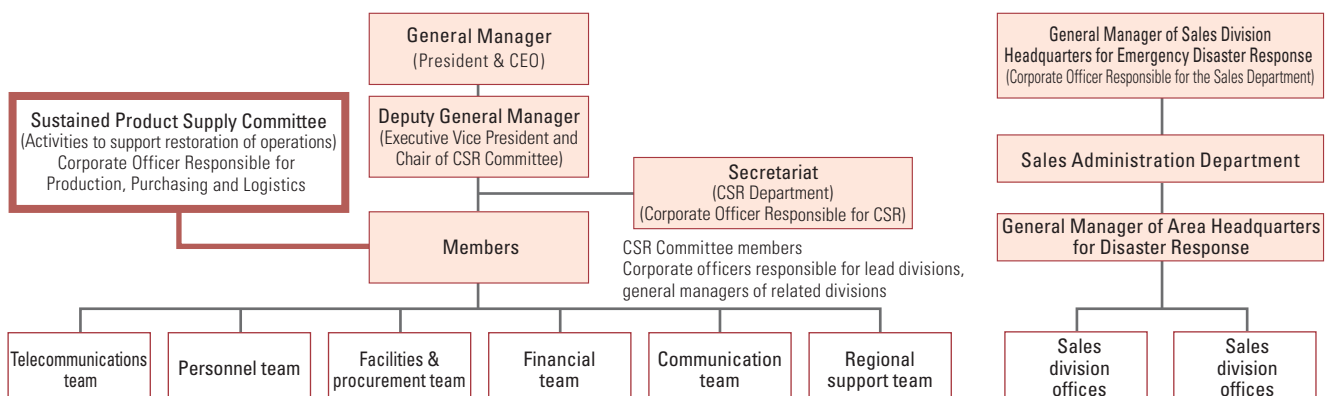 General Manager
(President & CEO)
Sustained Product Supply Committee
(Activities to support restoration of operations)
Corporate Officer Responsible for
Production, Purchasing and Logistics
Deputy General Manager
(Executive Vice President and
Chair of CSR Committee)
Secretariat
(CSR Department)
(Corporate Officer Responsible for CSR)
Members
CSR Committee members
Corporate officers responsible for lead divisions,
general managers of related divisions
Telecommunications
team
Personnel team
Facilities &
procurement team
Financial
team
Communication
team
Regional
support team
General Manager of Sales Division
Headquarters for Emergency Disaster Response
(Corporate Officer Responsible for the Sales Department)
Sales Administration Department
General Manager of Area Headquarters
for Disaster Response
Sales
division
offices
Sales
division
offices